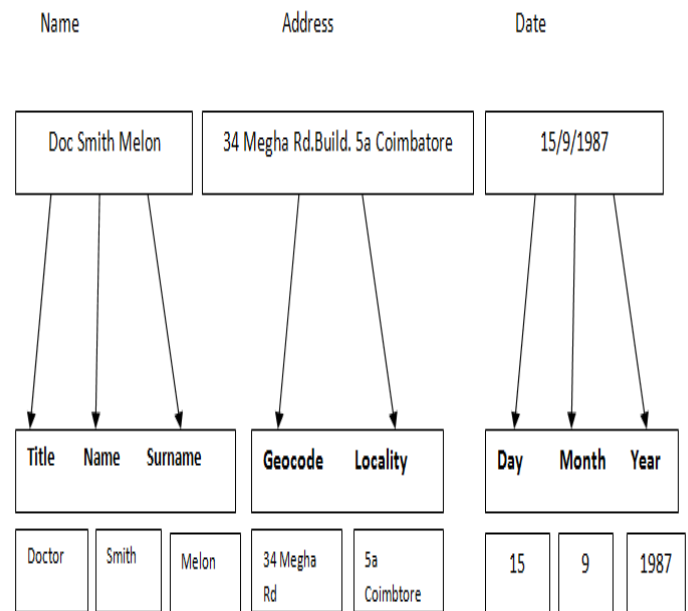 Name Address Date
Doc Smith Melon 34 Megha Rd.Build. 5a Coimbatore 15/9/1987
Title Name Surname Geocode Locality Day Month Year
Doctor Smith Melon 34 Megha 5a 15 9 1987
Rd Coimbtore